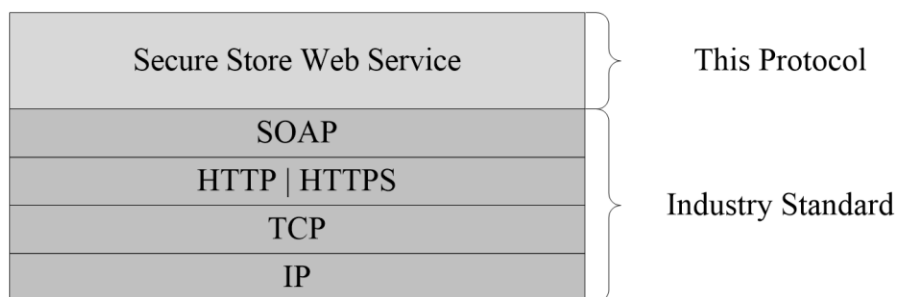 Secure Store Web Service
This Protocol
SOAP
HTTP | HTTPS
TCP
IP
Industry Standard